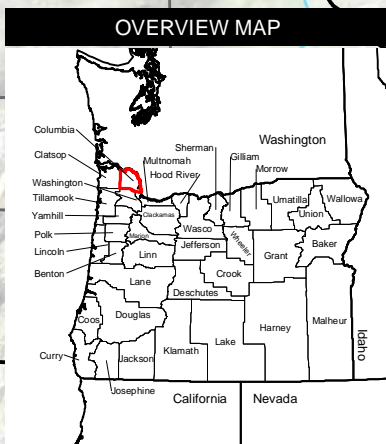 OVERVIEW MAP
Columbia
Clatsop
Washington
Tillamook
Yamhill
Polk
Lincoln
Benton
Multnomah
Hood River
Sherman
Gilliam
Morrow
Washington
Umatilla
Wallowa
Union
Clackamas
Wasco
Wheeler
Marion
Jefferson
Baker
Linn
Grant
Crook
Lane
Deschutes
Coos
Douglas
Malheur
Harney
Idaho
Curry
Jackson
Klamath
Lake
Josephine
California
Nevada